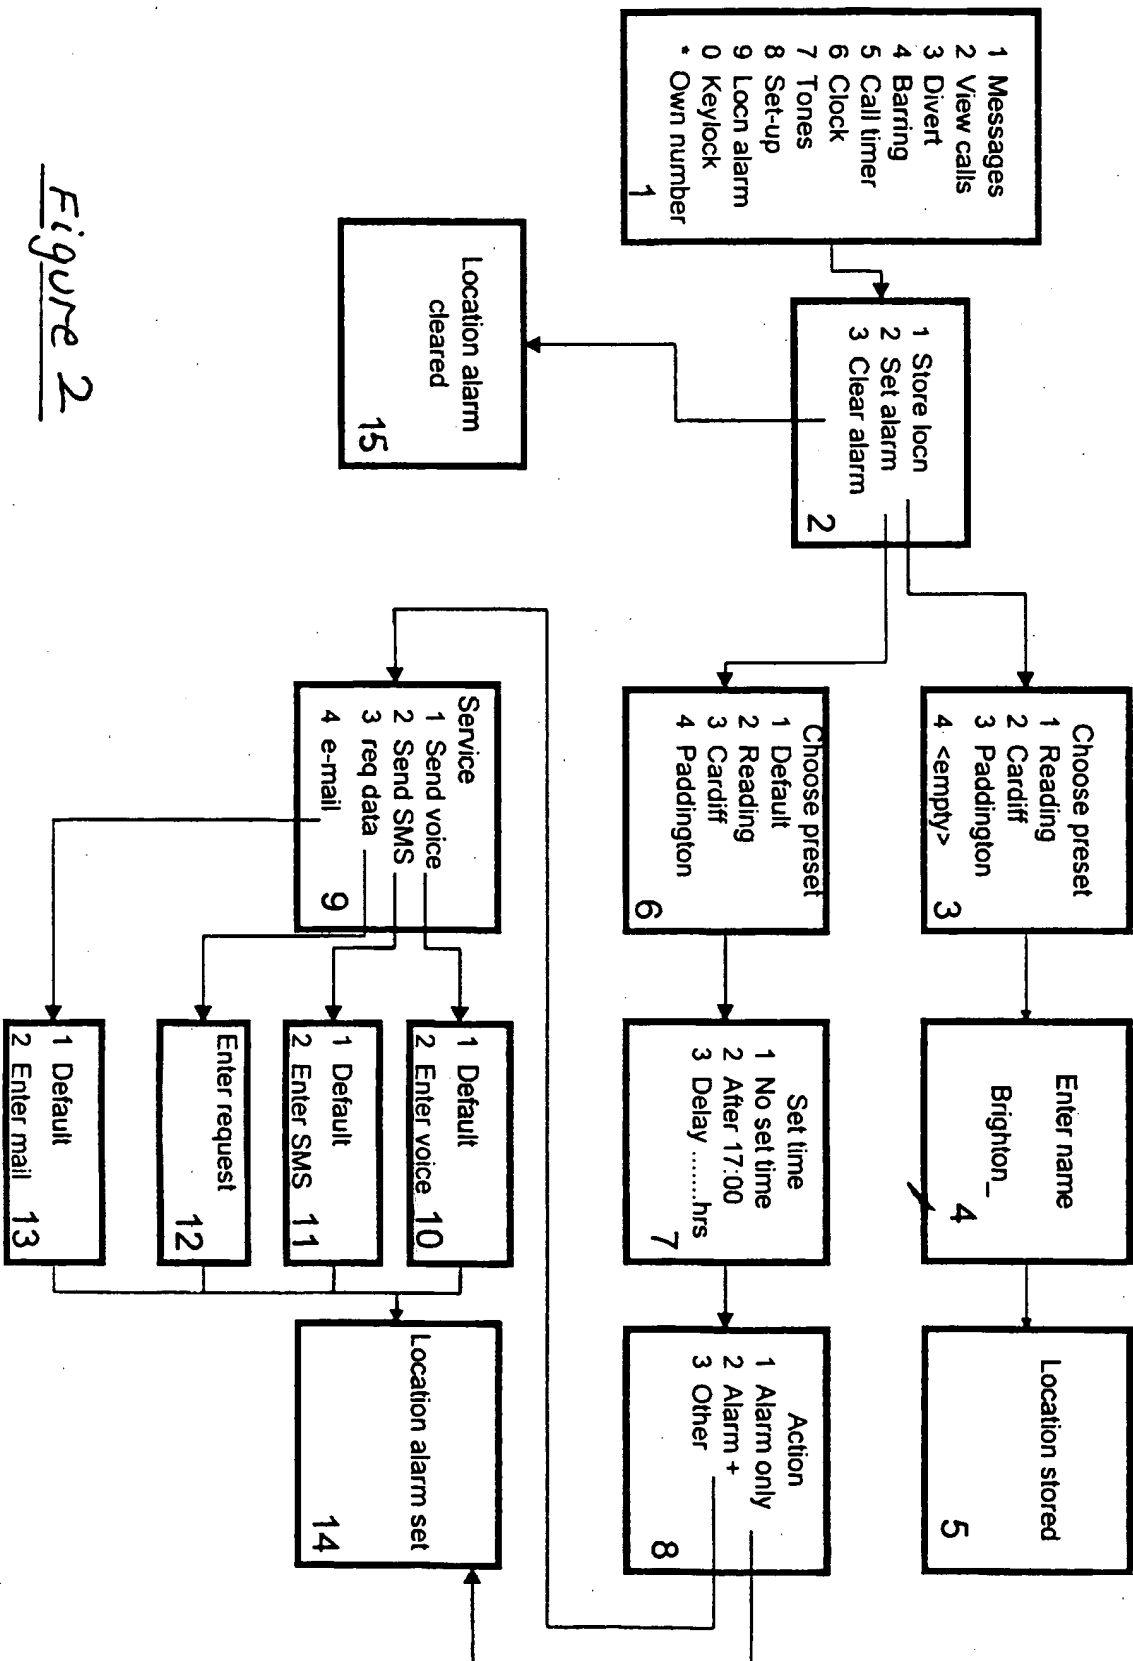 1 Messages
2 View calls
3 Divert
4 Barring
5 Call timer
6 Clock
7 Tones
8 Set-up
9 Locn alarm
0 Keylock
* Own number
1
1 Store locn
2 Set alarm
3 Clear alarm
2
Choose preset
1 Reading
2 Cardiff
3 Paddington
4 <empty>
3
Enter name
Brighton_
4
Location stored
5
Choose preset
1 Default
2 Reading
3 Cardiff
4 Paddington
6
Set time
1 No set time
2 After 17:00
3 Delay ........hrs
7
Action
1 Alarm only
2 Alarm +
3 Other
8
Location alarm
cleared
15
Service
1 Send voice
2 Send SMS
3 req data
4 e-mail
9
1 Default
2 Enter voice
10
1 Default
2 Enter SMS
11
Enter request
12
1 Default
2 Enter mail
13
Location alarm set
14
Figure 2